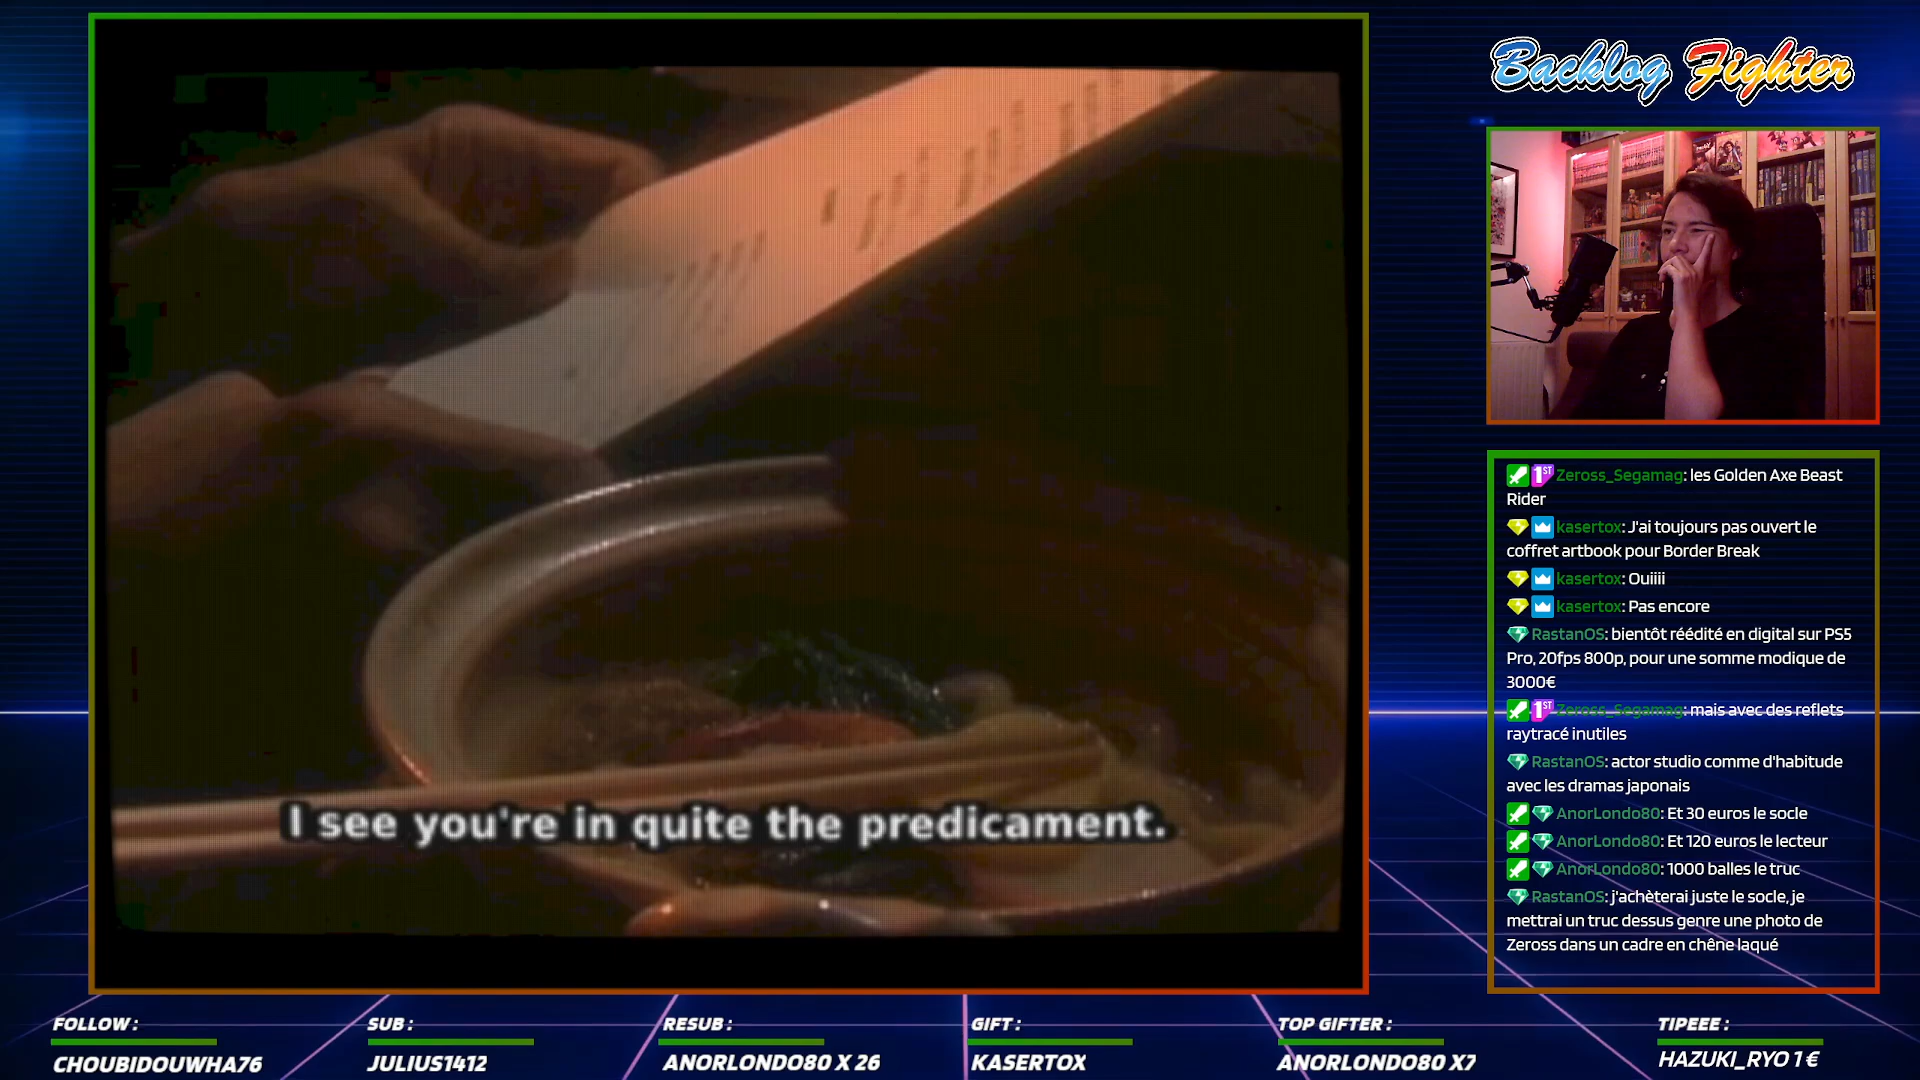 Backlog Fighter
I see you're in quite the predicament.
Zeross_Segamag: les Golden Axe Beast
Rider
kasertox: J'ai toujours pas ouvert le
coffret artbook pour Border Break
kasertox: Ouiiii
kasertox: Pas encore
RastanOS: bientôt réédité en digital sur PS5
Pro, 20fps 800p, pour une somme modique de
3000€
Zeross_Segamag: mais avec des reflets
raytracé inutiles
RastanOS: actor studio comme d'habitude
avec les dramas japonais
AnorLondo80: Et 30 euros le socle
AnorLondo80: Et 120 euros le lecteur
AnorLondo80: 1000 balles le truc
RastanOS: j'achèterai juste le socle, je
mettrai un truc dessus genre une photo de
Zeross dans un cadre en chêne laqué
FOLLOW : SUB : RESUB : GIFT : TOP GIFTER : TIPEEE :
CHOUBIDOUWHA76 JULIUS1412 ANORLONDO80 X 26 KASERTOX ANORLONDO80 X7 HAZUKI_RYO 1 €